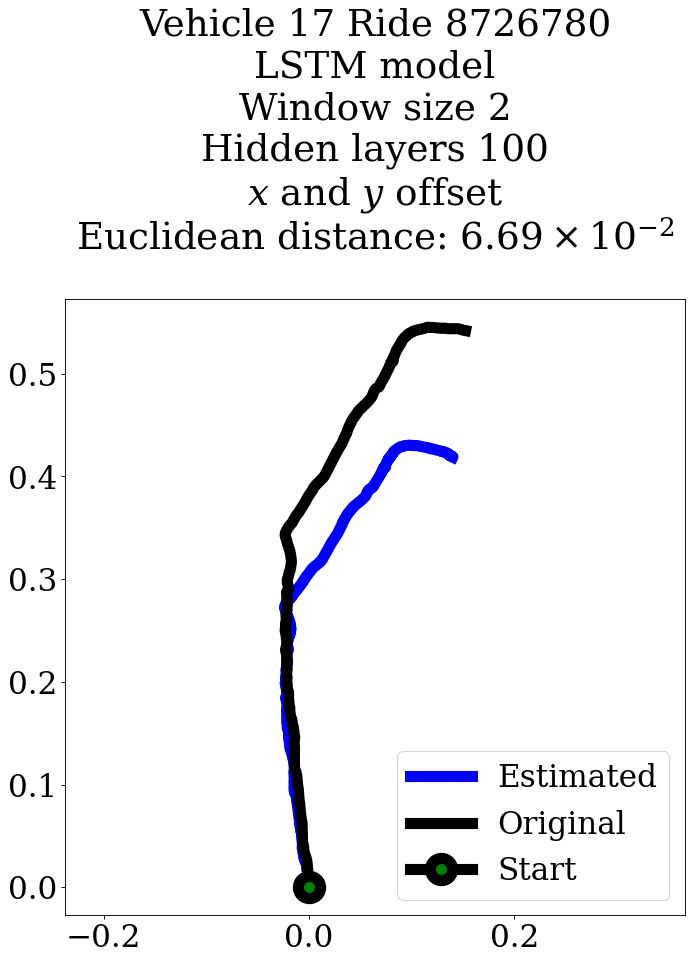 Vehicle 17 Ride 8726780
LSTM model
Window size 2
Hidden layers 100
x and y offset
Euclidean distance: 6.69 × 10⁻²
0.5
0.4
0.3
0.2
0.1
0.0
Estimated
Original
Start
−0.2
0.0
0.2